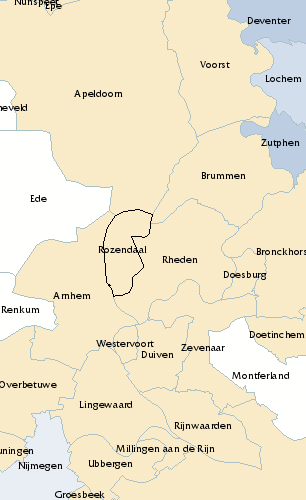 Nunspeet
Epe
Deventer
Voorst
Lochem
Apeldoorn
neveld
Zutphen
Brummen
Ede
Rozendaal
Bronckhors
Rheden
Doesburg
Arnhem
Renkum
Doetinchem
Westervoort
Zevenaar
Duiven
Montferland
Overbetuwe
Lingewaard
Rijnwaarden
Millingen aan de Rijn
uningen
Nijmegen
Ubbergen
Groesbeek